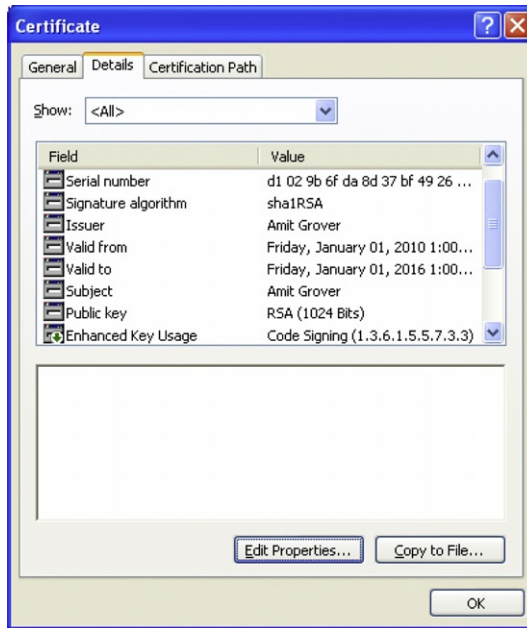 Certificate
General Details Certification Path
Show: <All>
Field Value
Serial number d1 02 9b 6f da 8d 37 bf 49 26 ...
Signature algorithm sha1RSA
Issuer Amit Grover
Valid from Friday, January 01, 2010 1:00...
Valid to Friday, January 01, 2016 1:00...
Subject Amit Grover
Public key RSA (1024 Bits)
Enhanced Key Usage Code Signing (1.3.6.1.5.5.7.3.3)
Edit Properties... Copy to File...
OK